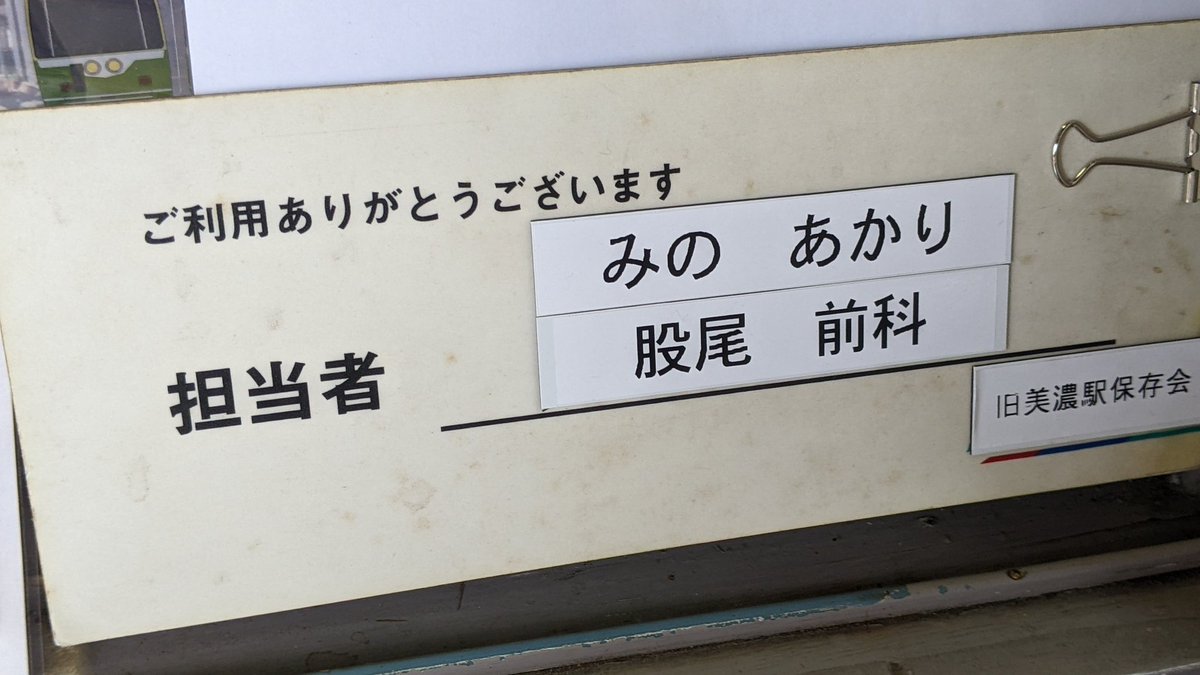 ご利用ありがとうございます
みの　あかり
担当者　股尾　前科
旧美濃駅保存会